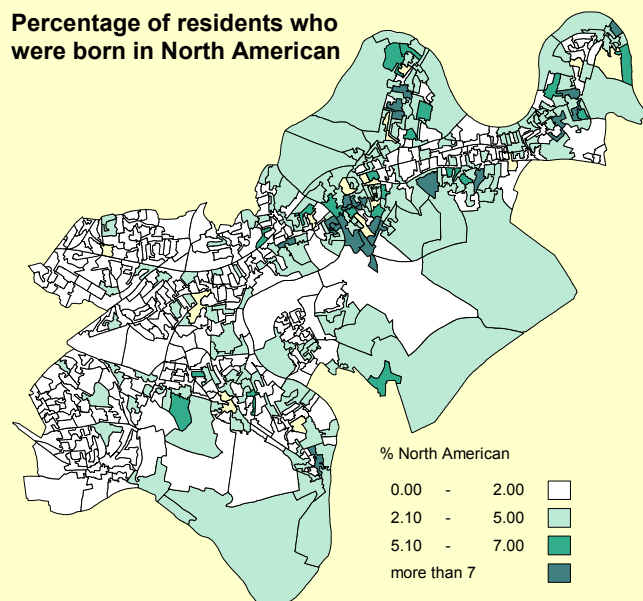 Percentage of residents who
were born in North American
% North American
0.00 - 2.00
2.10 - 5.00
5.10 - 7.00
more than 7